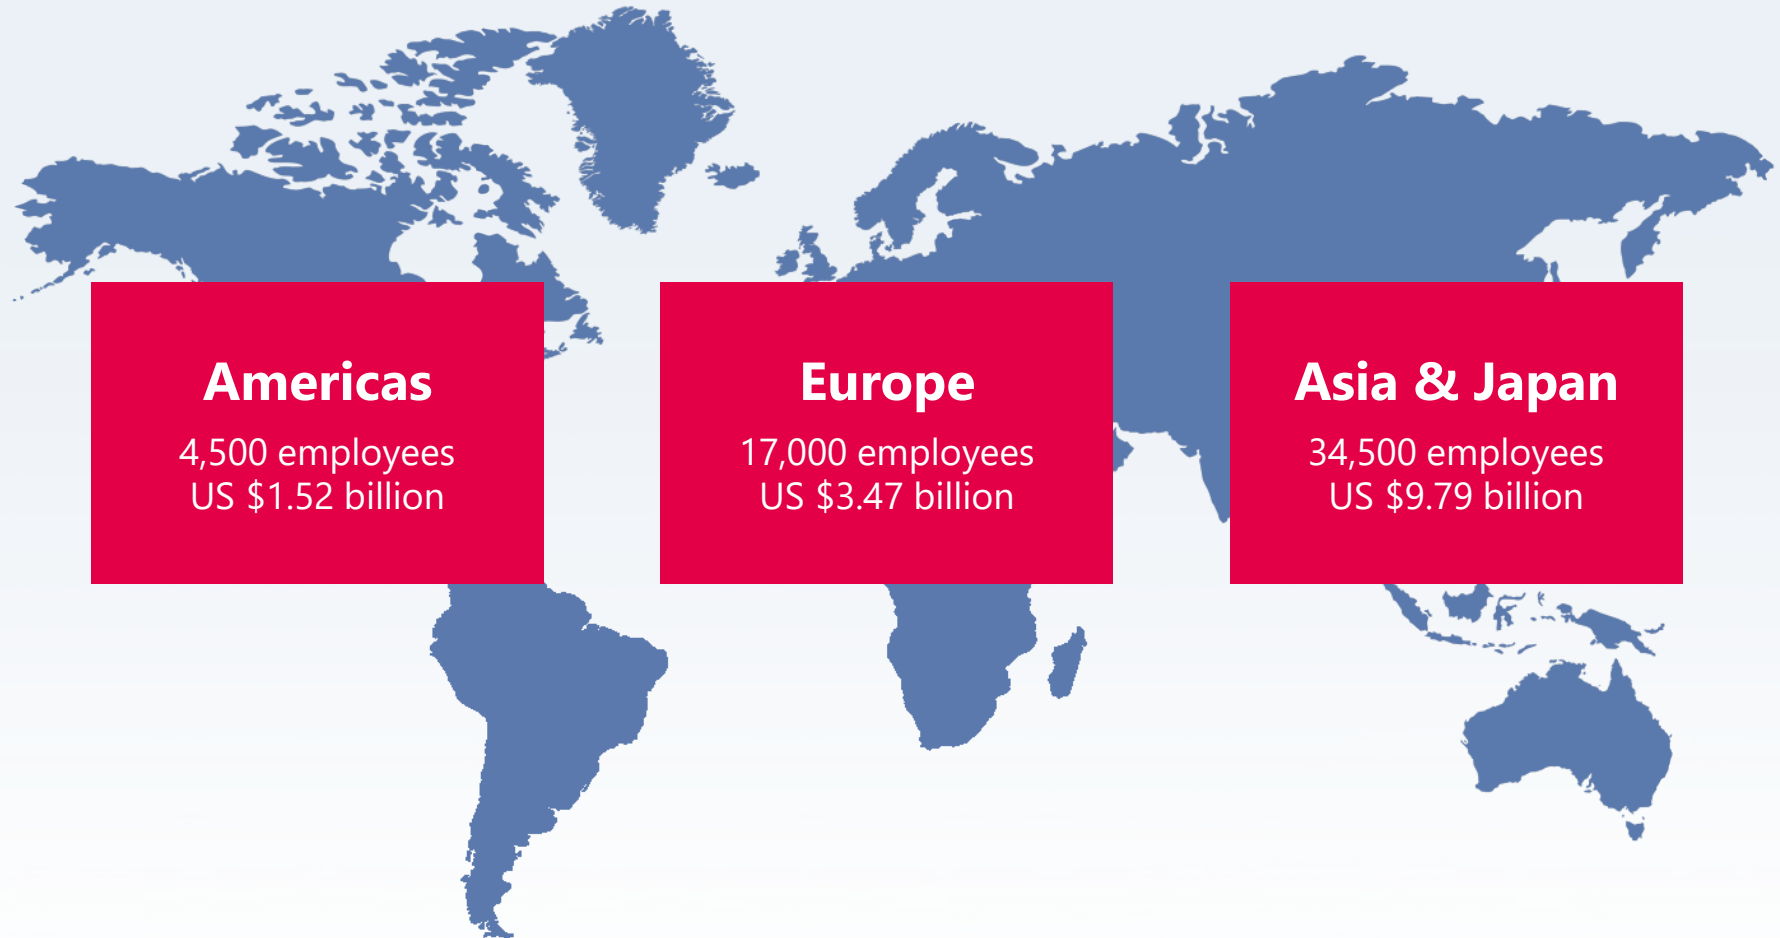 Americas
4,500 employees
US $1.52 billion
Europe
17,000 employees
US $3.47 billion
Asia & Japan
34,500 employees
US $9.79 billion